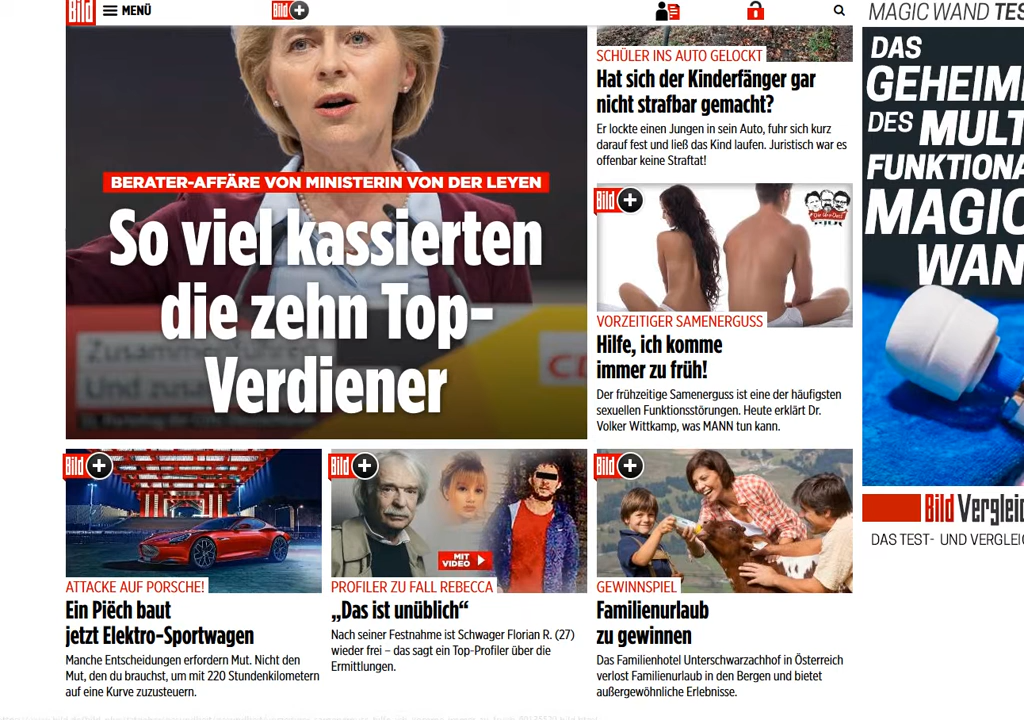 Bild
MENÜ
Bild +
BERATER-AFFÄRE VON MINISTERIN VON DER LEYEN
So viel kassierten
die zehn Top-
Verdiener
SCHÜLER INS AUTO GELOCKT
Hat sich der Kinderfänger gar
nicht strafbar gemacht?
Er lockte einen Jungen in sein Auto, fuhr sich kurz
darauf fest und ließ das Kind laufen. Juristisch war es
offenbar keine Straftat!
Bild +
VORZEITIGER SAMENERGUSS
Hilfe, ich komme
immer zu früh!
Der frühzeitige Samenerguss ist eine der häufigsten
sexuellen Funktionsstörungen. Heute erklärt Dr.
Volker Wittkamp, was MANN tun kann.
Bild +
ATTACKE AUF PORSCHE!
Ein Piëch baut
jetzt Elektro-Sportwagen
Manche Entscheidungen erfordern Mut. Nicht den
Mut, den du brauchst, um mit 220 Stundenkilometern
auf eine Kurve zuzusteuern.
Bild +
MIT
VIDEO
PROFILER ZU FALL REBECCA
„Das ist unüblich“
Nach seiner Festnahme ist Schwager Florian R. (27)
wieder frei – das sagt ein Top-Profiler über die
Ermittlungen.
Bild +
GEWINNSPIEL
Familienurlaub
zu gewinnen
Das Familienhotel Unterschwarzachhof in Österreich
verlost Familienurlaub in den Bergen und bietet
außergewöhnliche Erlebnisse.
MAGIC WAND TES
DAS
GEHEIM
DES MULT
FUNKTIONA
MAGIC
WAN
Bild Vergleic
DAS TEST- UND VERGLEIC